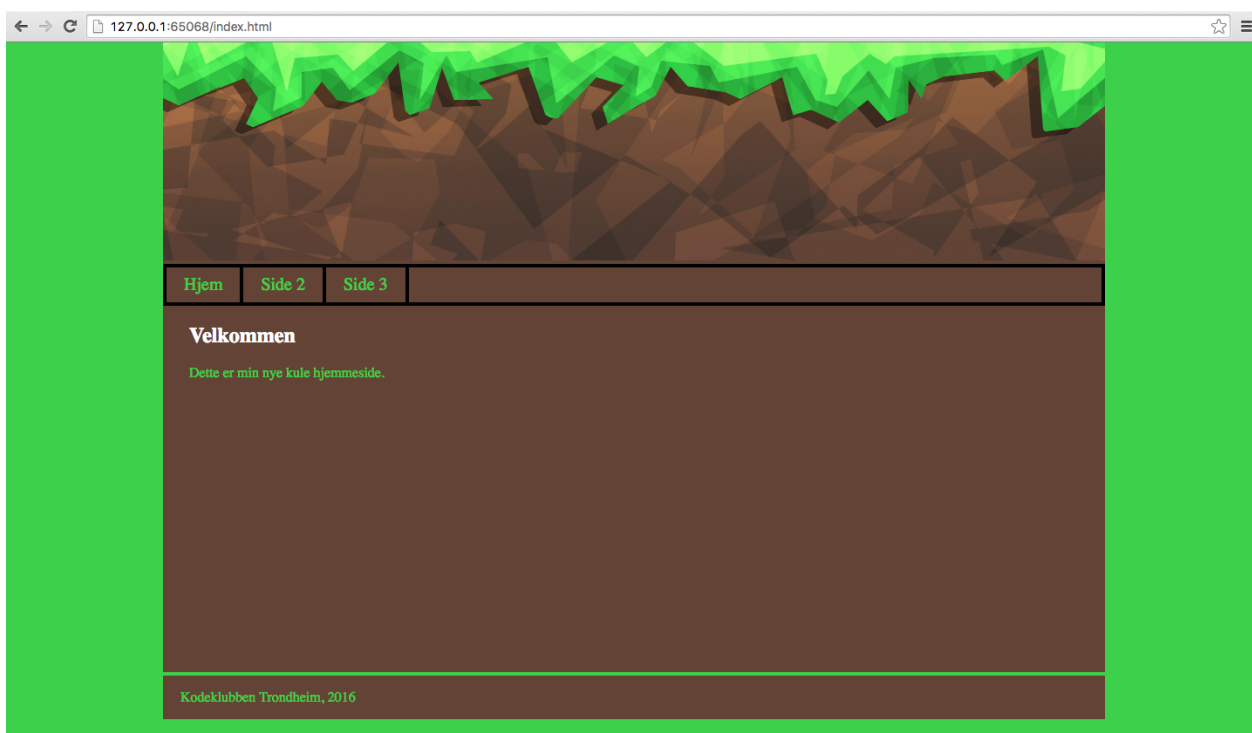 127.0.0.1:65068/index.html
Hjem Side 2 Side 3
Velkommen
Dette er min nye kule hjemmeside.
Kodeklubben Trondheim, 2016